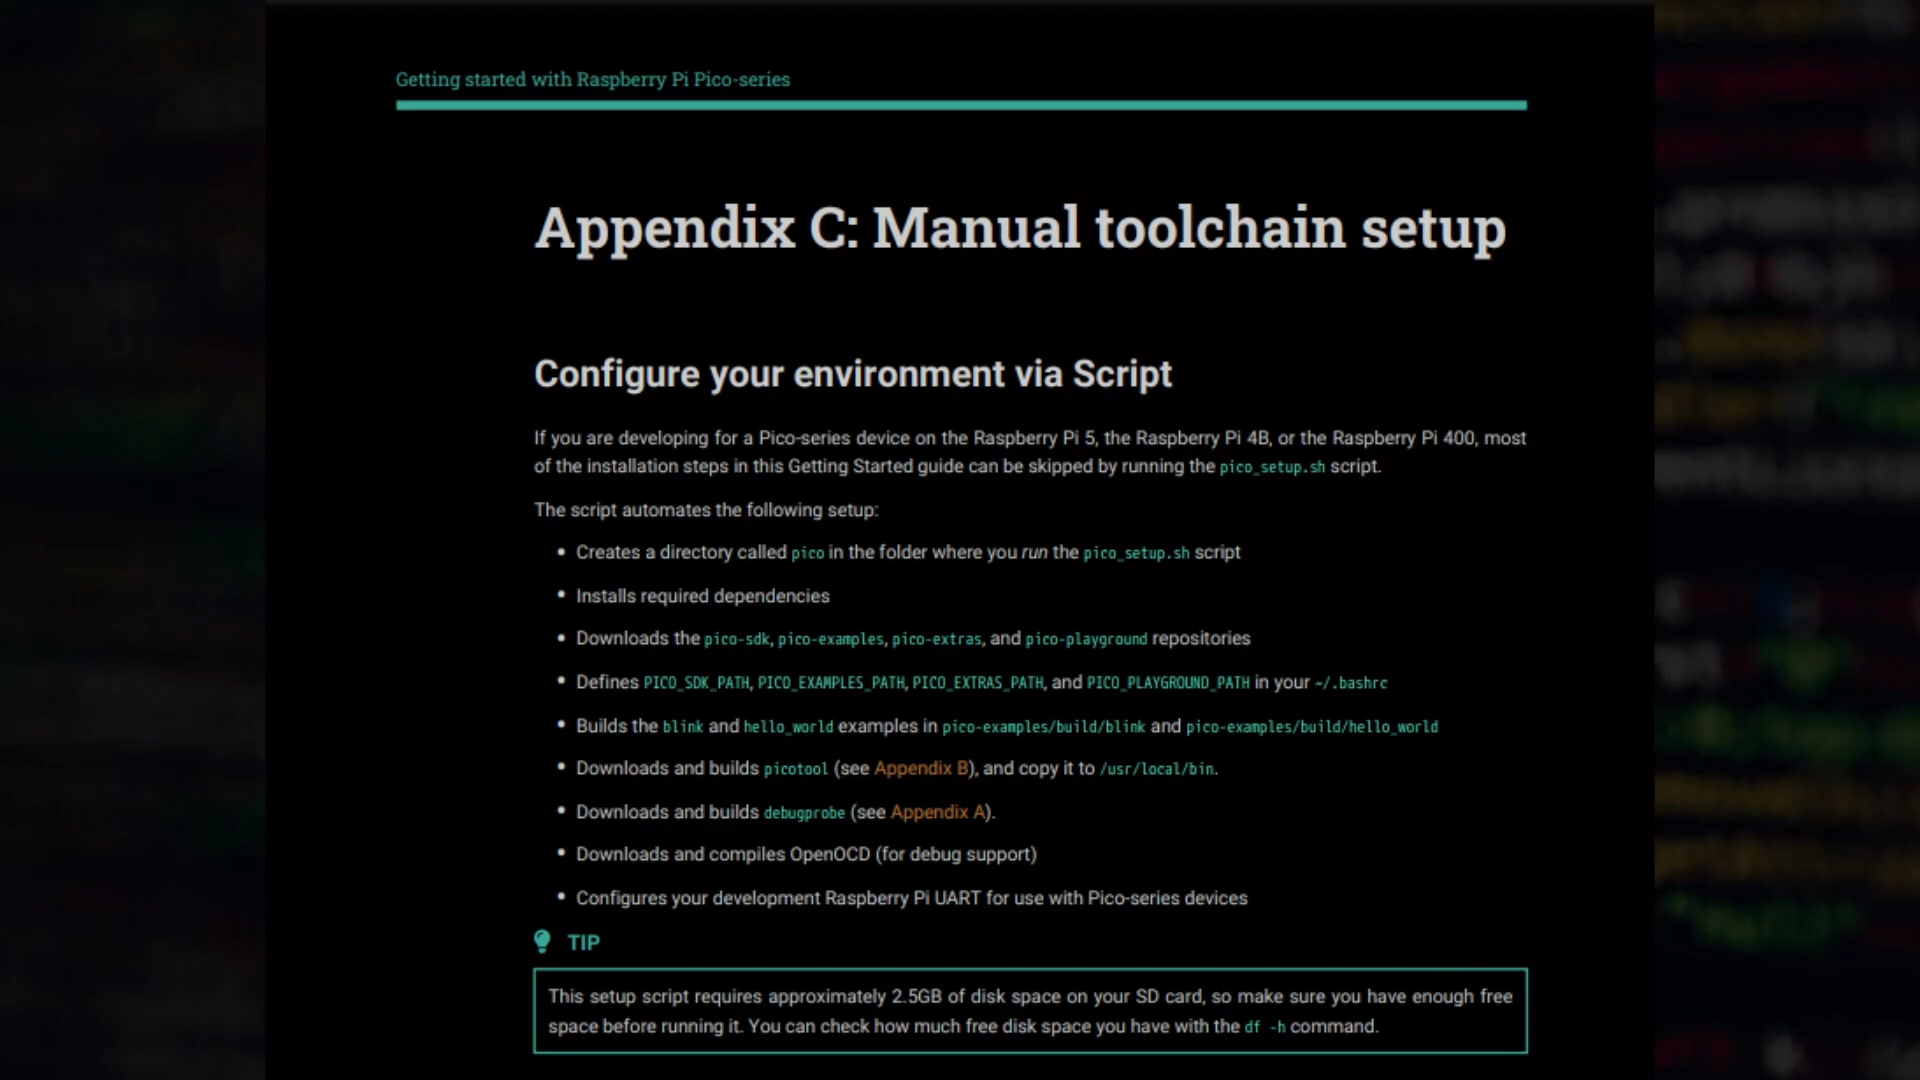 Getting started with Raspberry Pi Pico-series
Appendix C: Manual toolchain setup
Configure your environment via Script
If you are developing for a Pico-series device on the Raspberry Pi 5, the Raspberry Pi 4B, or the Raspberry Pi 400, most
of the installation steps in this Getting Started guide can be skipped by running the pico_setup.sh script.
The script automates the following setup:
• Creates a directory called pico in the folder where you run the pico_setup.sh script
• Installs required dependencies
• Downloads the pico-sdk, pico-examples, pico-extras, and pico-playground repositories
• Defines PICO_SDK_PATH, PICO_EXAMPLES_PATH, PICO_EXTRAS_PATH, and PICO_PLAYGROUND_PATH in your ~/.bashrc
• Builds the blink and hello_world examples in pico-examples/build/blink and pico-examples/build/hello_world
• Downloads and builds picotool (see Appendix B), and copy it to /usr/local/bin.
• Downloads and builds debugprobe (see Appendix A).
• Downloads and compiles OpenOCD (for debug support)
• Configures your development Raspberry Pi UART for use with Pico-series devices
TIP
This setup script requires approximately 2.5GB of disk space on your SD card, so make sure you have enough free
space before running it. You can check how much free disk space you have with the df -h command.